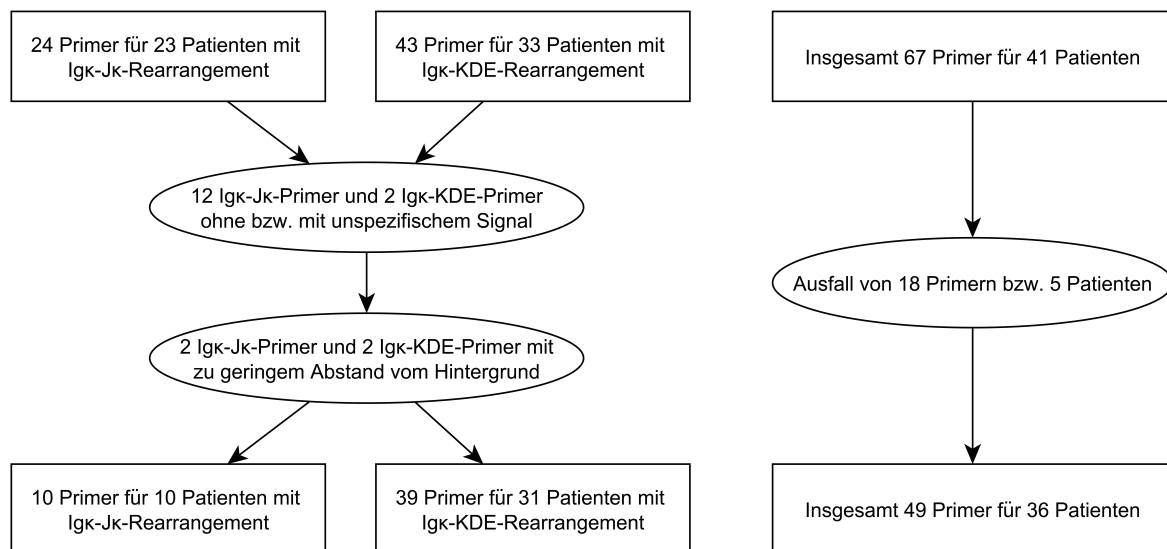 24 Primer für 23 Patienten mit
Igκ-Jκ-Rearrangement
43 Primer für 33 Patienten mit
Igκ-KDE-Rearrangement
12 Igκ-Jκ-Primer und 2 Igκ-KDE-Primer
ohne bzw. mit unspezifischem Signal
2 Igκ-Jκ-Primer und 2 Igκ-KDE-Primer mit
zu geringem Abstand vom Hintergrund
10 Primer für 10 Patienten mit
Igκ-Jκ-Rearrangement
39 Primer für 31 Patienten mit
Igκ-KDE-Rearrangement
Insgesamt 67 Primer für 41 Patienten
Ausfall von 18 Primern bzw. 5 Patienten
Insgesamt 49 Primer für 36 Patienten